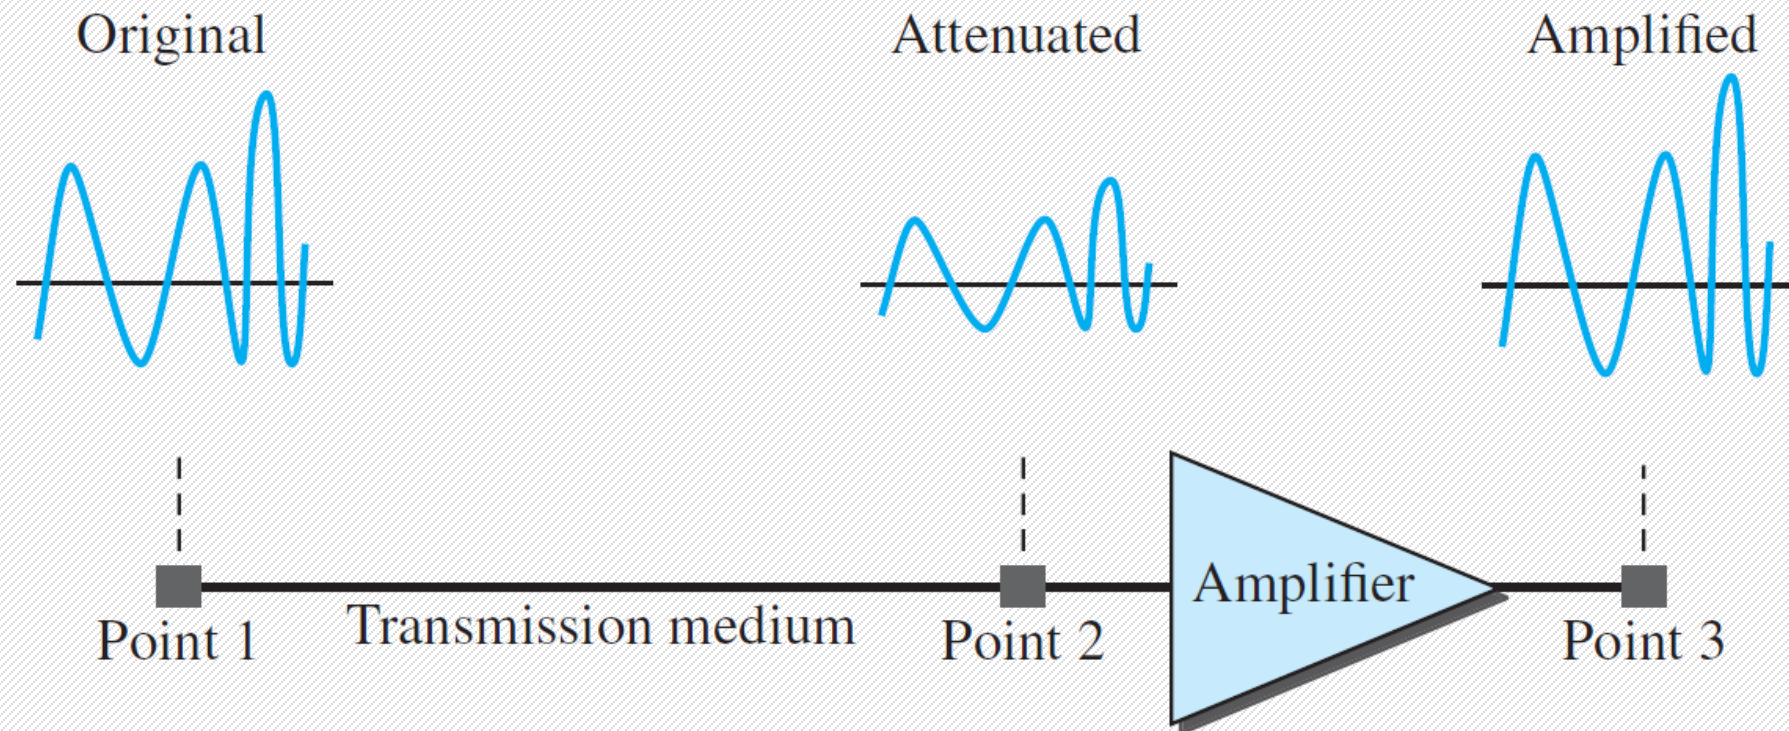 Original
Attenuated
Amplified
Amplifier
Transmission medium
Point 1
Point 2
Point 3